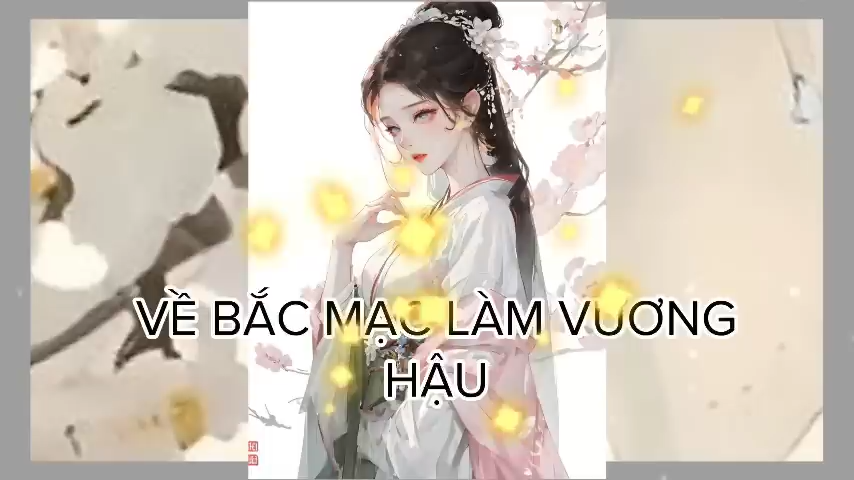 VỀ BẮC MẠC LÀM VƯƠNG
HẬU